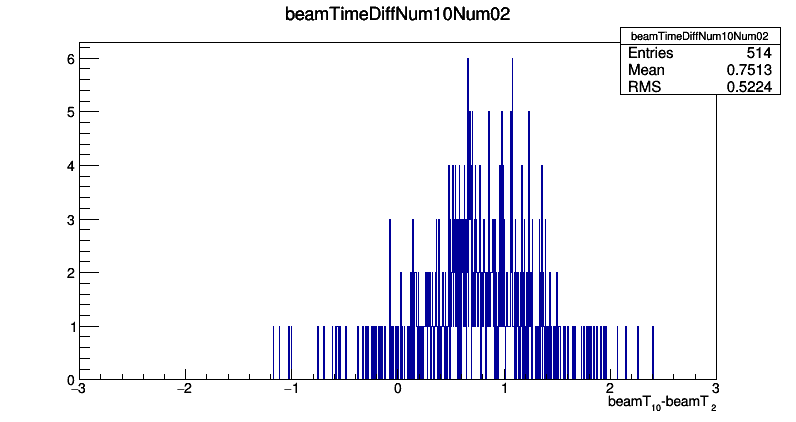 beamTimeDiffNum10Num02
beamTimeDiffNum10Num02
Entries 514
Mean 0.7513
RMS 0.5224
6
5
4
3
2
1
0
−3 −2 −1 0 1 2 3
beamT10-beamT2